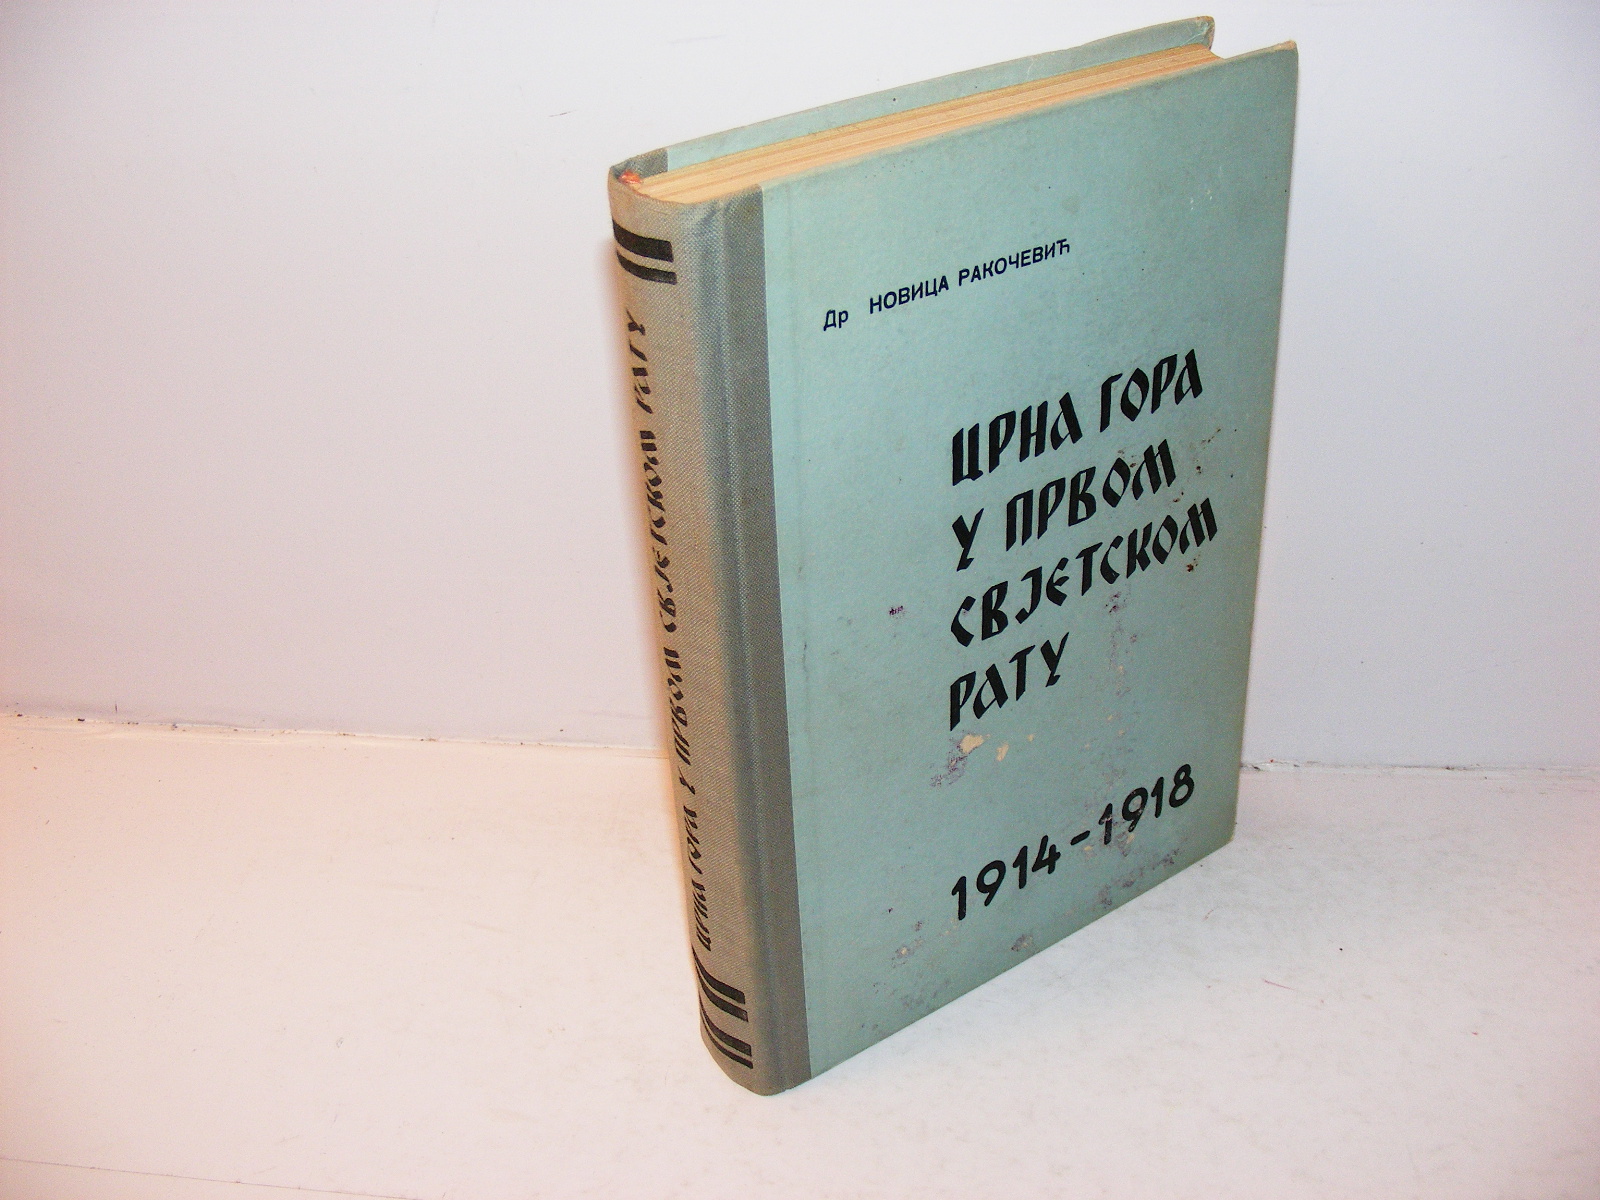 Др НОВИЦА РАКОЧЕВИЋ
ЦРНА ГОРА
У ПРВОМ
СВЈЕТСКОМ
РАТУ
1914-1918
ЦРНА ГОРА У ПРВОМ СВЈЕТСКОМ РАТУ